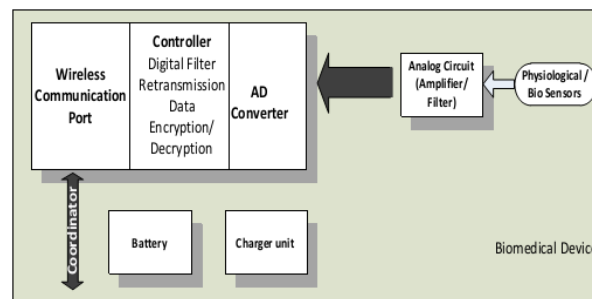 Wireless
Communication
Port
Controller
Digital Filter
Retransmission
Data
Encryption/
Decryption
AD
Converter
Analog Circuit
(Amplifier/
Filter)
Physiological /
Bio Sensors
Coordinator
Battery
Charger unit
Biomedical Device